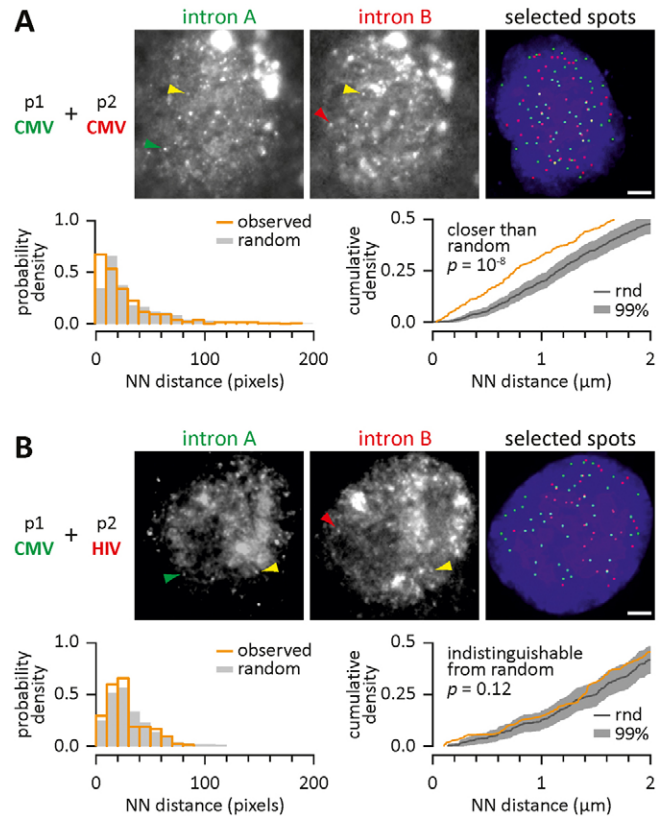 A
intron A
intron B
selected spots
p1
CMV
+
p2
CMV
probability
density
1.0
0.5
0.0
observed
random
0
100
200
NN distance (pixels)
cumulative
density
0.5
0.25
0.0
closer than
random
p = 10-8
rnd
99%
0
1
2
NN distance (μm)
B
intron A
intron B
selected spots
p1
CMV
+
p2
HIV
probability
density
1.0
0.5
0.0
observed
random
0
100
200
NN distance (pixels)
cumulative
density
0.5
0.25
0.0
indistinguishable
from random
p = 0.12
rnd
99%
0
1
2
NN distance (μm)